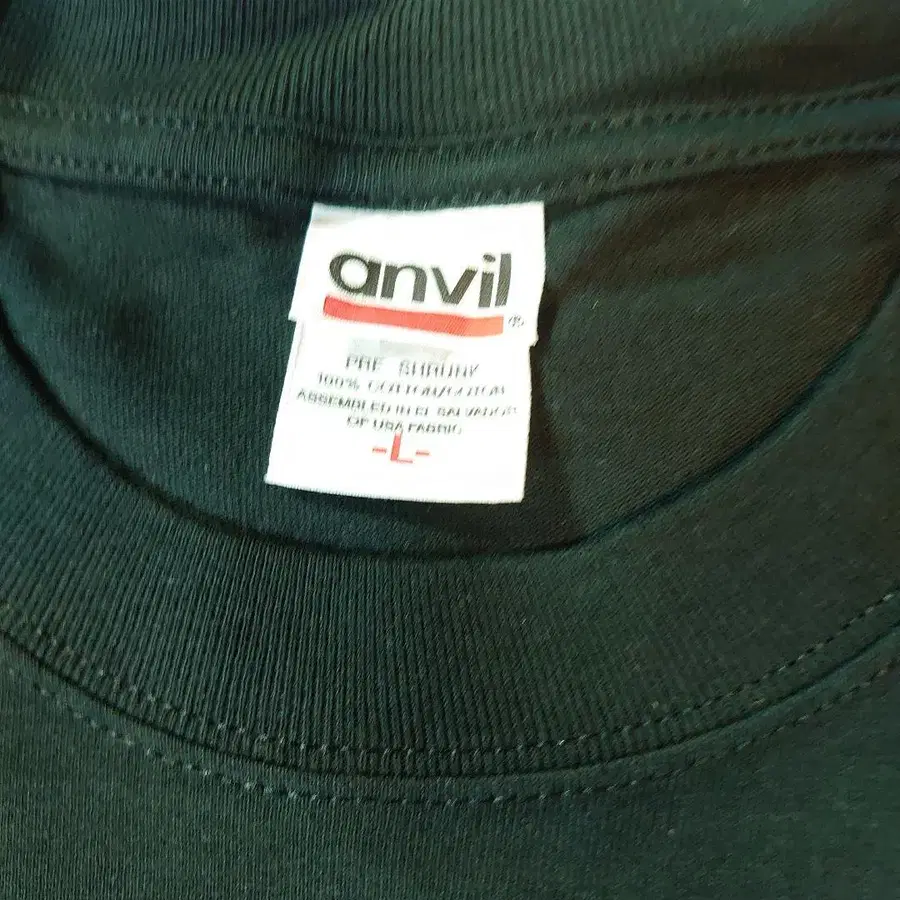 anvil®
PRE SHRUNK
100% COTTON/COTON
ASSEMBLED IN EL SALVADOR
OF USA FABRIC
-L-